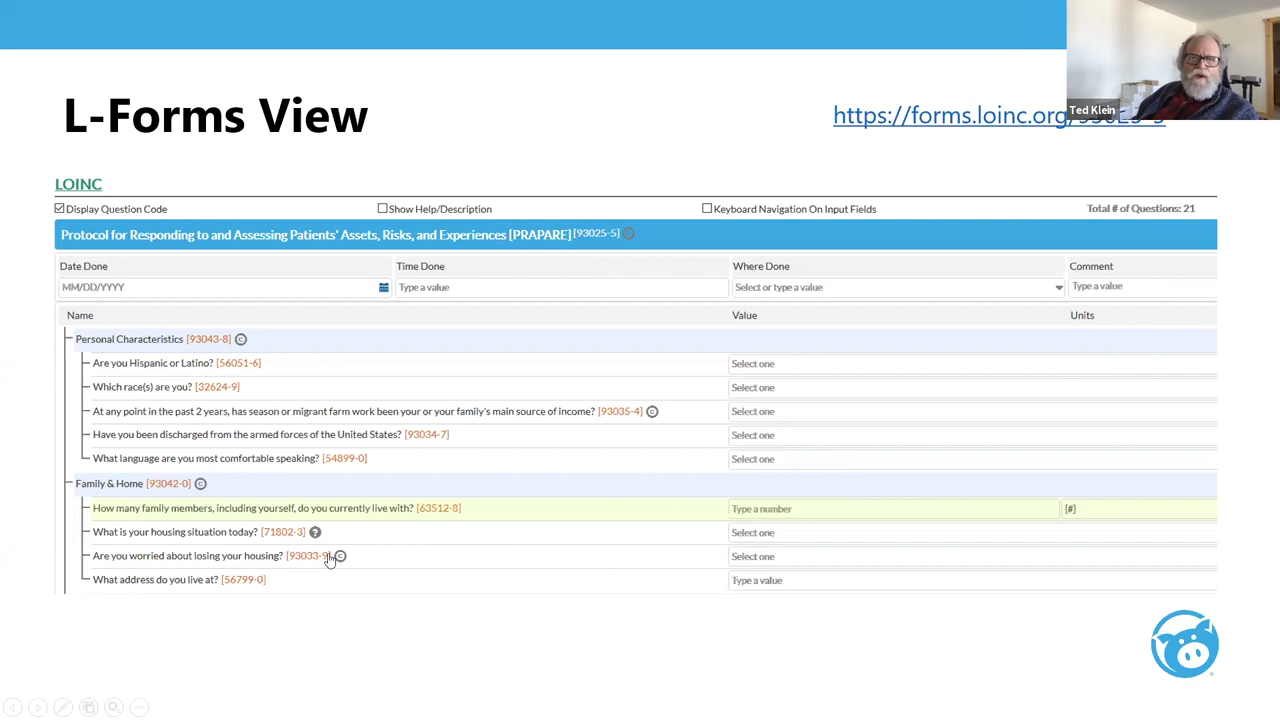 Ted Klein
L-Forms View
https://forms.loinc.org/93025-5
LOINC
Display Question Code
Show Help/Description
Keyboard Navigation On Input Fields
Total # of Questions: 21
Protocol for Responding to and Assessing Patients' Assets, Risks, and Experiences [PRAPARE] [93025-5]
Date Done
Time Done
Where Done
Comment
MM/DD/YYYY
Type a value
Select or type a value
Type a value
Name
Value
Units
Personal Characteristics [93043-8] C
Are you Hispanic or Latino? [56051-6]
Select one
Which race(s) are you? [32624-9]
Select one
At any point in the past 2 years, has season or migrant farm work been your or your family's main source of income? [93035-4] C
Select one
Have you been discharged from the armed forces of the United States? [93034-7]
Select one
What language are you most comfortable speaking? [54899-0]
Select one
Family & Home [93042-0] C
How many family members, including yourself, do you currently live with? [63512-8]
Type a number
{#}
What is your housing situation today? [71802-3] ?
Select one
Are you worried about losing your housing? [93033-9] C
Select one
What address do you live at? [56799-0]
Type a value